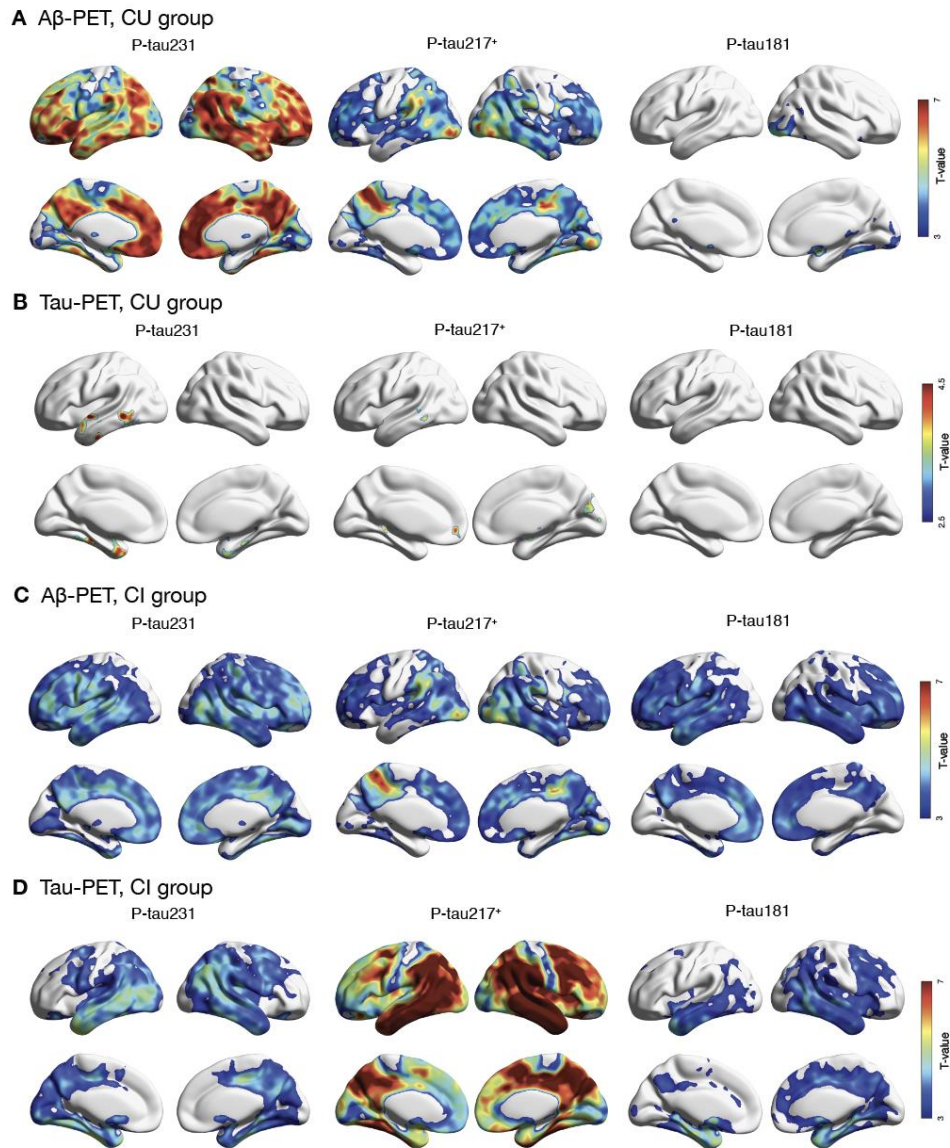 A Aβ-PET, CU group
P-tau231 P-tau217⁺ P-tau181
7
T-value
3
B Tau-PET, CU group
P-tau231 P-tau217⁺ P-tau181
4.5
T-value
2.5
C Aβ-PET, CI group
P-tau231 P-tau217⁺ P-tau181
7
T-value
3
D Tau-PET, CI group
P-tau231 P-tau217⁺ P-tau181
7
T-value
3